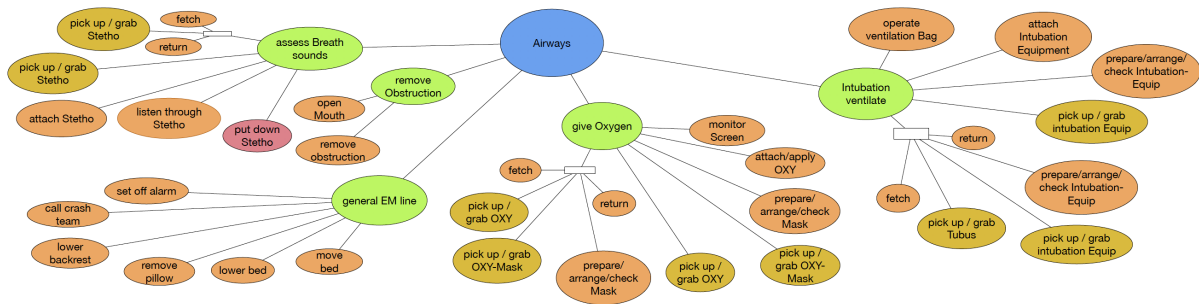 Airways
assess Breath
sounds
pick up / grab
Stetho
fetch
return
pick up / grab
Stetho
attach Stetho
listen through
Stetho
put down
Stetho
remove
Obstruction
open
Mouth
remove
obstruction
general EM line
set off alarm
call crash
team
lower
backrest
remove
pillow
lower bed
move
bed
give Oxygen
monitor
Screen
attach/apply
OXY
prepare/
arrange/check
Mask
pick up /
grab OXY-
Mask
pick up /
grab OXY
fetch
return
pick up /
grab OXY
pick up /
grab OXY-Mask
prepare/
arrange/check
Mask
Intubation
ventilate
operate
ventilation Bag
attach
Intubation
Equipment
prepare/arrange/
check Intubation-
Equip
pick up / grab
intubation Equip
return
fetch
prepare/arrange/
check Intubation-
Equip
pick up / grab
Tubus
pick up / grab
intubation Equip